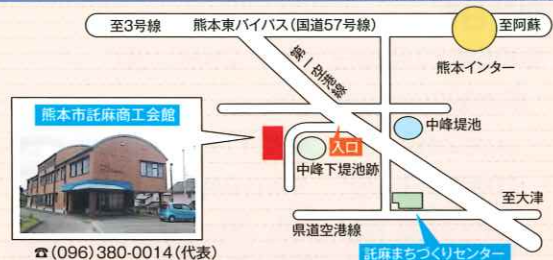 至3号線
熊本東バイパス(国道57号線)
至阿蘇
熊本インター
第一空港線
熊本市託麻商工会館
中峰堤池
入口
中峰下堤池跡
至大津
県道空港線
託麻まちづくりセンター
☎(096)380-0014(代表)